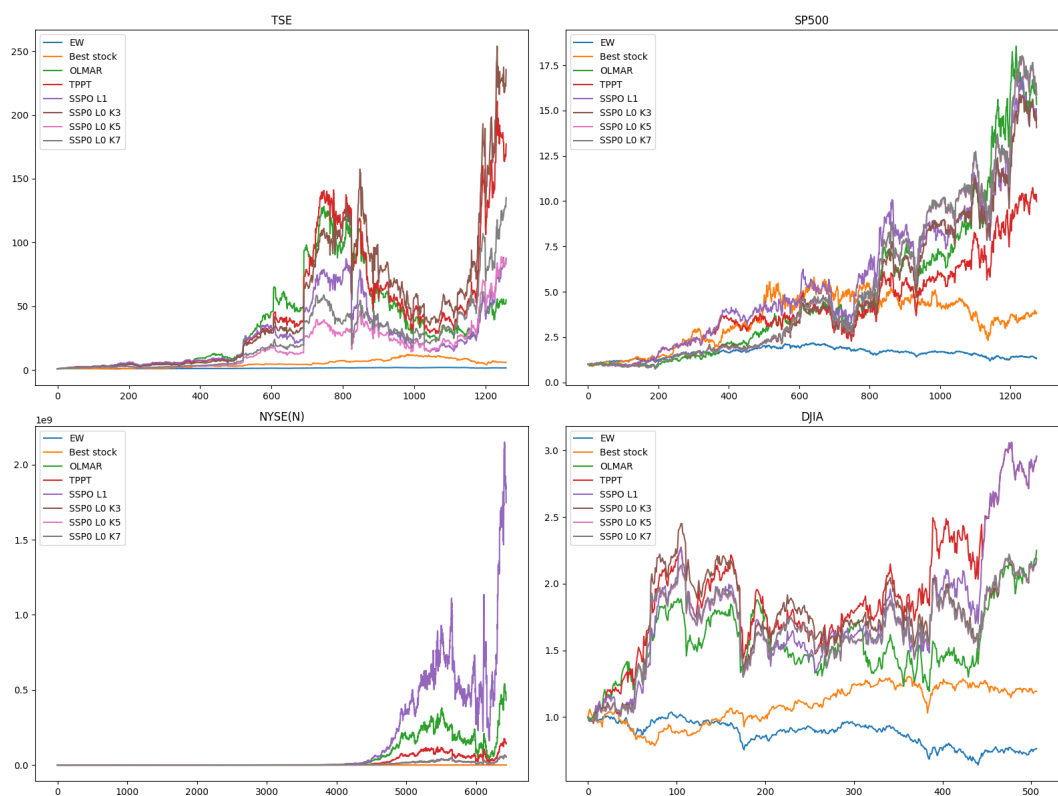 TSE
EW
Best stock
OLMAR
TPPT
SSPO L1
SSP0 L0 K3
SSP0 L0 K5
SSP0 L0 K7
250
200
150
100
50
0
0 200 400 600 800 1000 1200
SP500
EW
Best stock
OLMAR
TPPT
SSPO L1
SSP0 L0 K3
SSP0 L0 K5
SSP0 L0 K7
17.5
15.0
12.5
10.0
7.5
5.0
2.5
0.0
0 200 400 600 800 1000 1200
NYSE(N)
1e9
EW
Best stock
OLMAR
TPPT
SSPO L1
SSP0 L0 K3
SSP0 L0 K5
SSP0 L0 K7
2.0
1.5
1.0
0.5
0.0
0 1000 2000 3000 4000 5000 6000
DJIA
EW
Best stock
OLMAR
TPPT
SSPO L1
SSP0 L0 K3
SSP0 L0 K5
SSP0 L0 K7
3.0
2.5
2.0
1.5
1.0
0 100 200 300 400 500